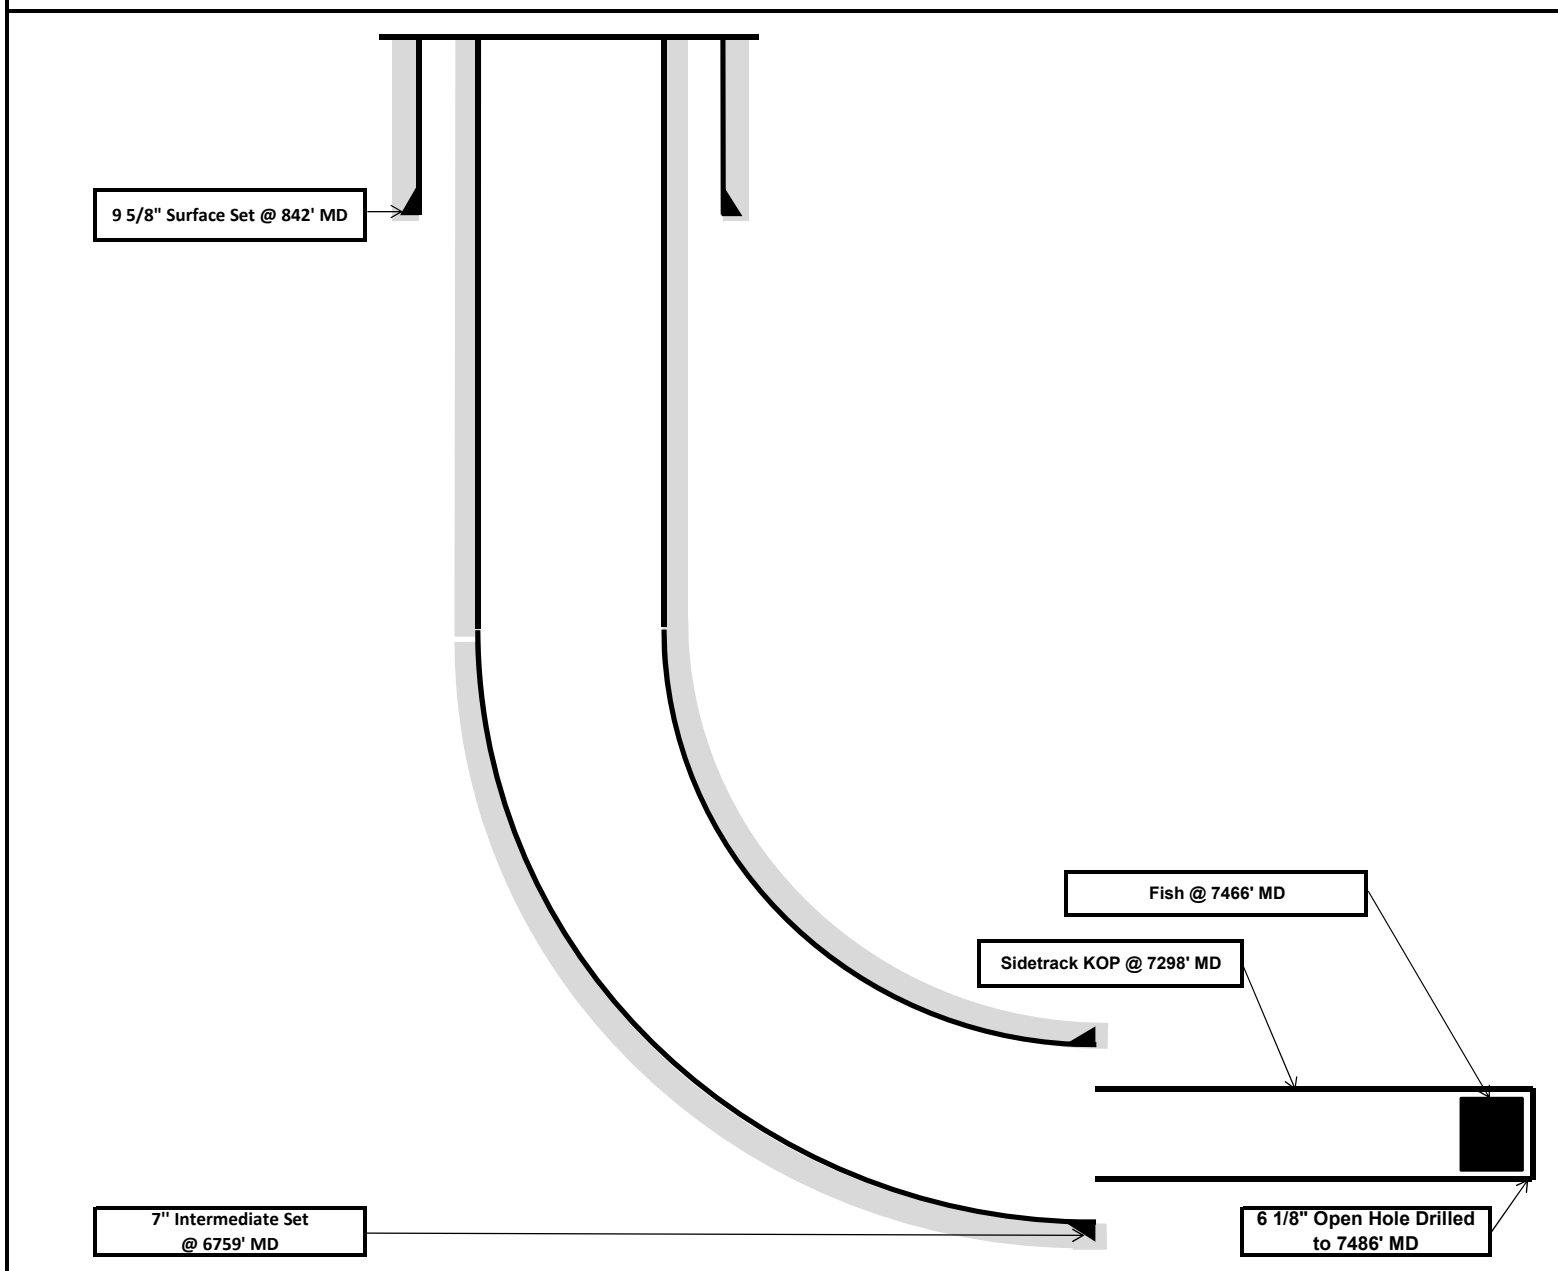 9 5/8" Surface Set @ 842' MD
Fish @ 7466' MD
Sidetrack KOP @ 7298' MD
7" Intermediate Set
@ 6759' MD
6 1/8" Open Hole Drilled
to 7486' MD